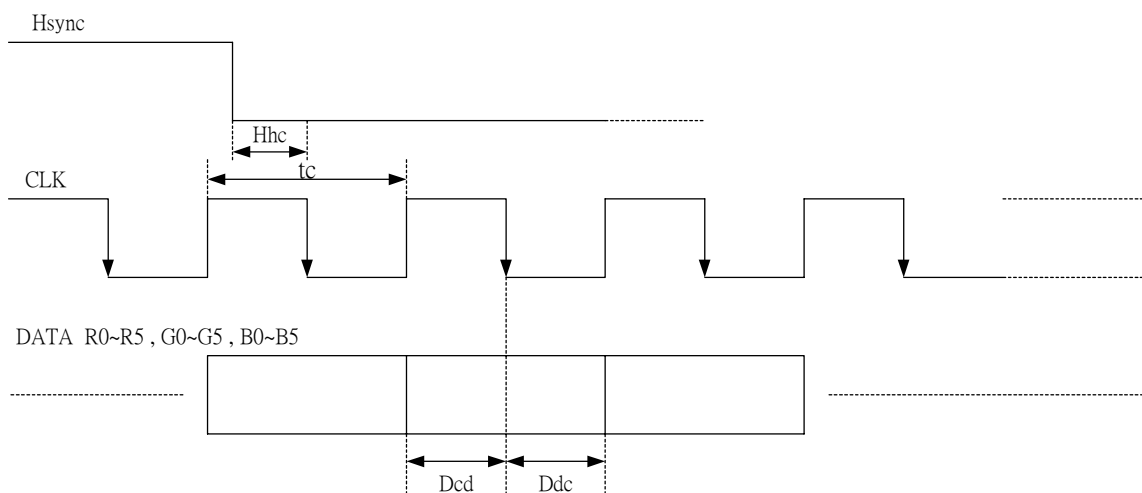 Hsync
Hhc
tc
CLK
DATA R0~R5 , G0~G5 , B0~B5
Dcd
Ddc